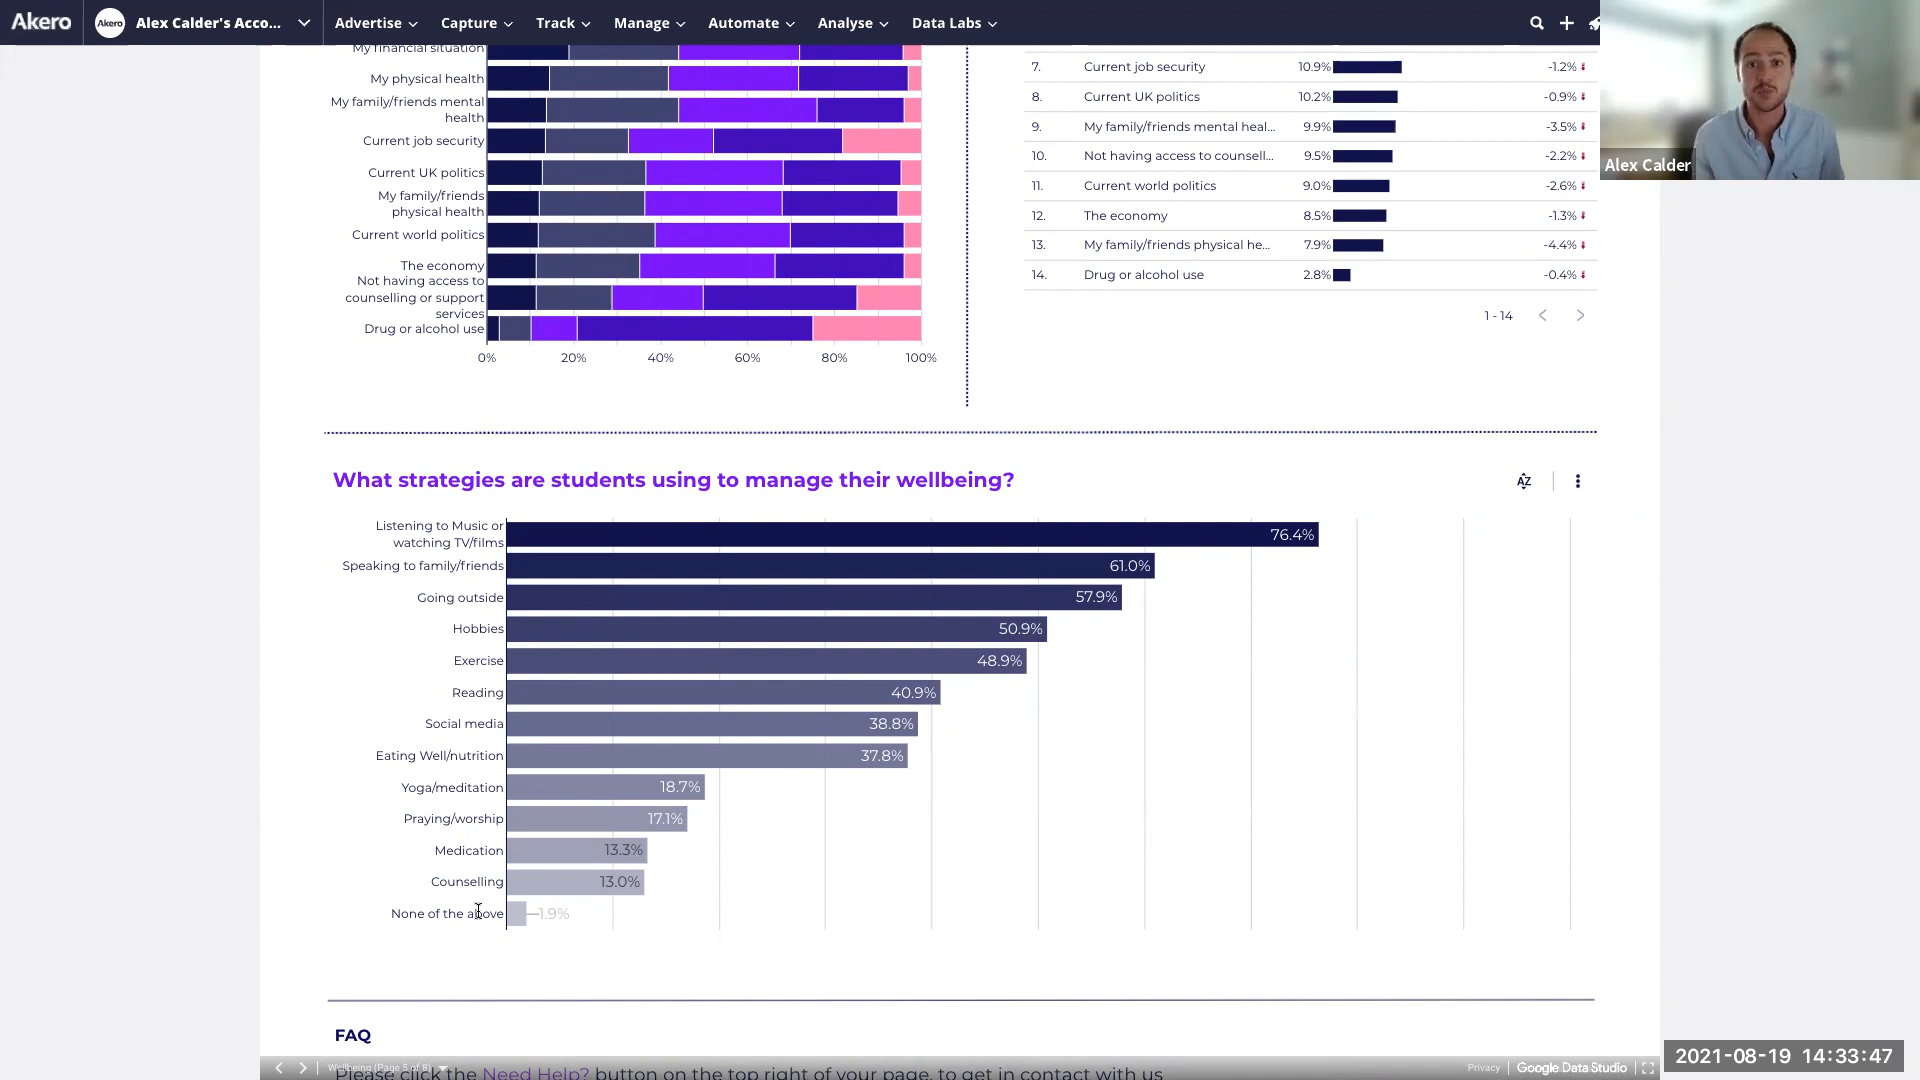 Akero
Akero
Alex Calder's Acco...
Advertise
Capture
Track
Manage
Automate
Analyse
Data Labs
Alex Calder
My financial situation
My physical health
My family/friends mental
health
Current job security
Current UK politics
My family/friends
physical health
Current world politics
The economy
Not having access to
counselling or support
services
Drug or alcohol use
0% 20% 40% 60% 80% 100%
7. Current job security 10.9% -1.2%
8. Current UK politics 10.2% -0.9%
9. My family/friends mental heal... 9.9% -3.5%
10. Not having access to counsell... 9.5% -2.2%
11. Current world politics 9.0% -2.6%
12. The economy 8.5% -1.3%
13. My family/friends physical he... 7.9% -4.4%
14. Drug or alcohol use 2.8% -0.4%
1 - 14
What strategies are students using to manage their wellbeing?
AZ
Listening to Music or
watching TV/films
76.4%
Speaking to family/friends 61.0%
Going outside 57.9%
Hobbies 50.9%
Exercise 48.9%
Reading 40.9%
Social media 38.8%
Eating Well/nutrition 37.8%
Yoga/meditation 18.7%
Praying/worship 17.1%
Medication 13.3%
Counselling 13.0%
None of the above 1.9%
FAQ
Please click the Need Help? button on the top right of your page, to get in contact with us
Wellbeing (Page 5 of 8)
Privacy
Google Data Studio
2021-08-19 14:33:47